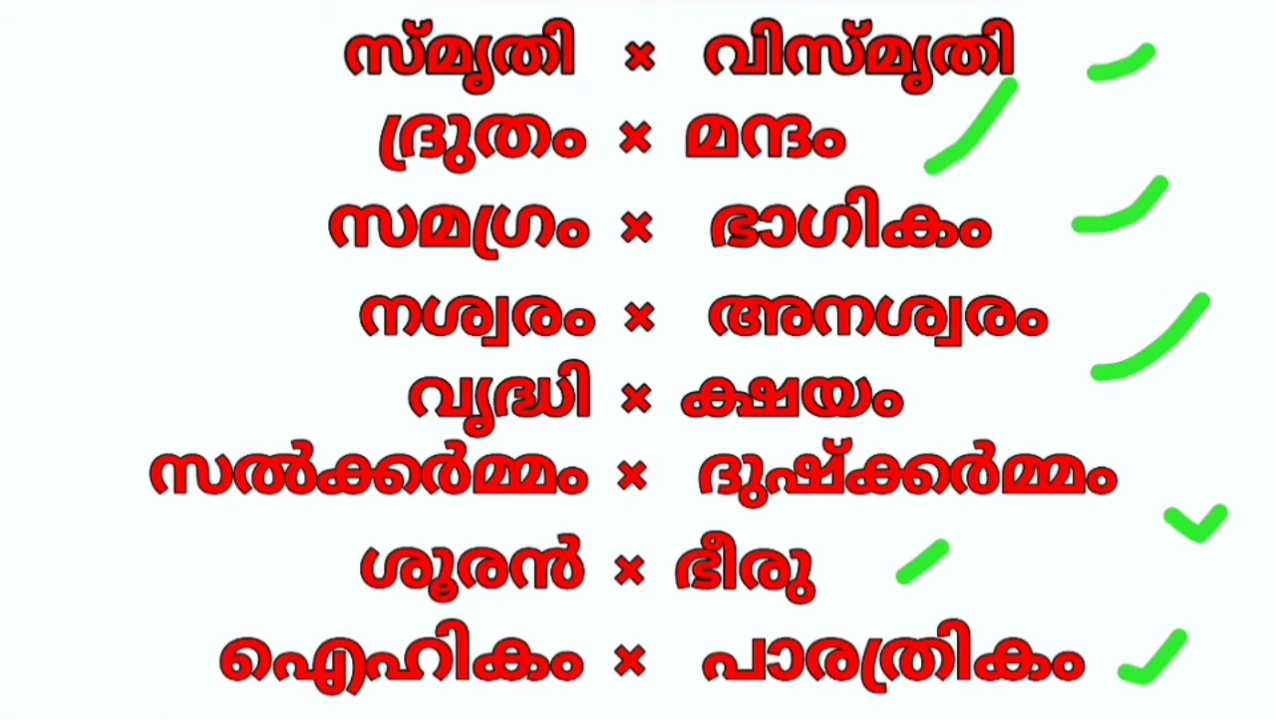 സ്മൃതി × വിസ്മൃതി
ദ്രുതം × മന്ദം
സമഗ്രം × ഭാഗികം
നശ്വരം × അനശ്വരം
വൃദ്ധി × ക്ഷയം
സൽക്കർമ്മം × ദുഷ്ക്കർമ്മം
ശൂരൻ × ഭീരു
ഐഹികം × പാരത്രികം